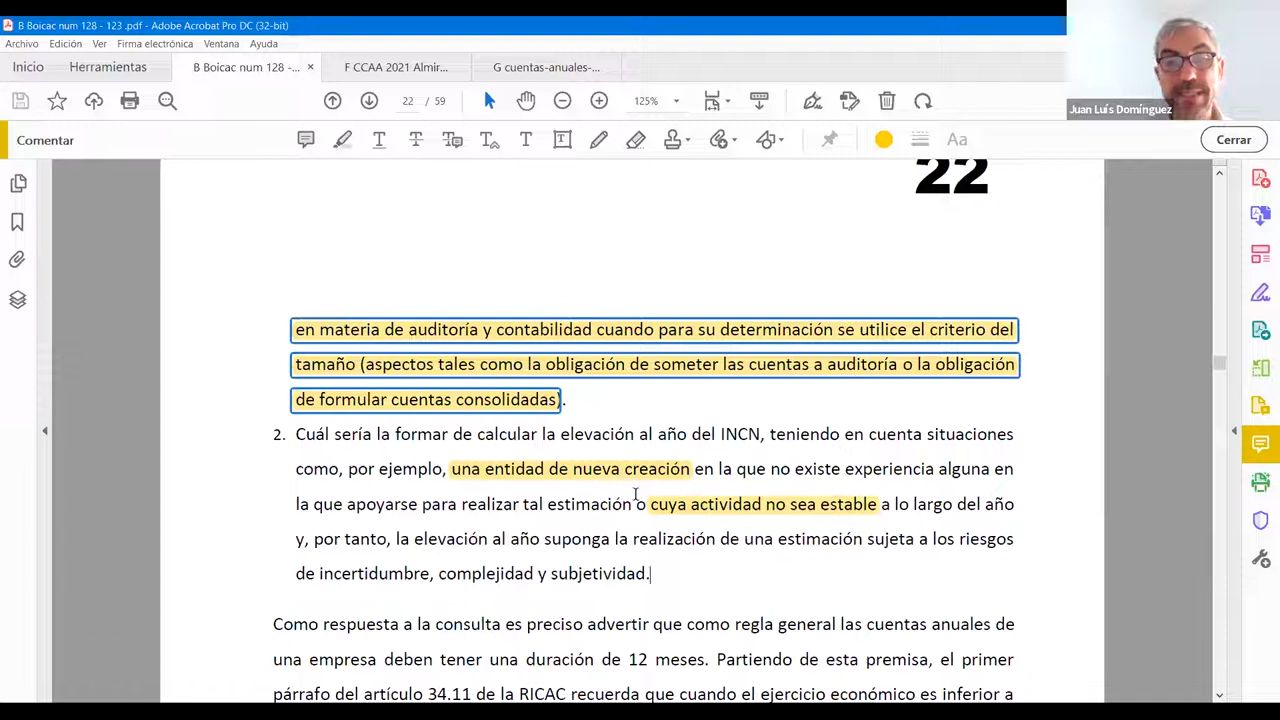 B Boicac num 128 - 123 .pdf - Adobe Acrobat Pro DC (32-bit)
Archivo Edición Ver Firma electrónica Ventana Ayuda
Inicio Herramientas B Boicac num 128 -... × F CCAA 2021 Almir... G cuentas-anuales-...
22 / 59 125%
Juan Luís Domínguez
Comentar Aa Cerrar
22
en materia de auditoría y contabilidad cuando para su determinación se utilice el criterio del
tamaño (aspectos tales como la obligación de someter las cuentas a auditoría o la obligación
de formular cuentas consolidadas).
2. Cuál sería la formar de calcular la elevación al año del INCN, teniendo en cuenta situaciones
como, por ejemplo, una entidad de nueva creación en la que no existe experiencia alguna en
la que apoyarse para realizar tal estimación o cuya actividad no sea estable a lo largo del año
y, por tanto, la elevación al año suponga la realización de una estimación sujeta a los riesgos
de incertidumbre, complejidad y subjetividad.
Como respuesta a la consulta es preciso advertir que como regla general las cuentas anuales de
una empresa deben tener una duración de 12 meses. Partiendo de esta premisa, el primer
párrafo del artículo 34.11 de la RICAC recuerda que cuando el ejercicio económico es inferior a